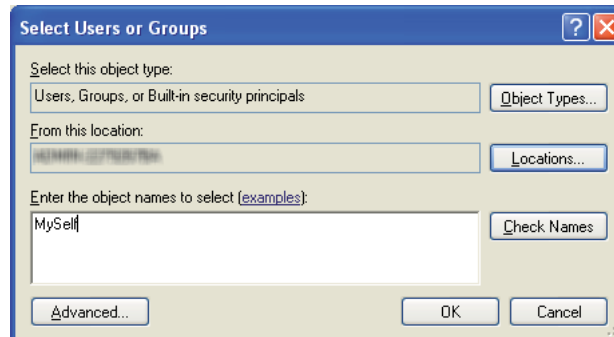 Select Users or Groups
Select this object type:
Users, Groups, or Built-in security principals
Object Types...
From this location:
Locations...
Enter the object names to select (examples):
MySelf
Check Names
Advanced...
OK
Cancel